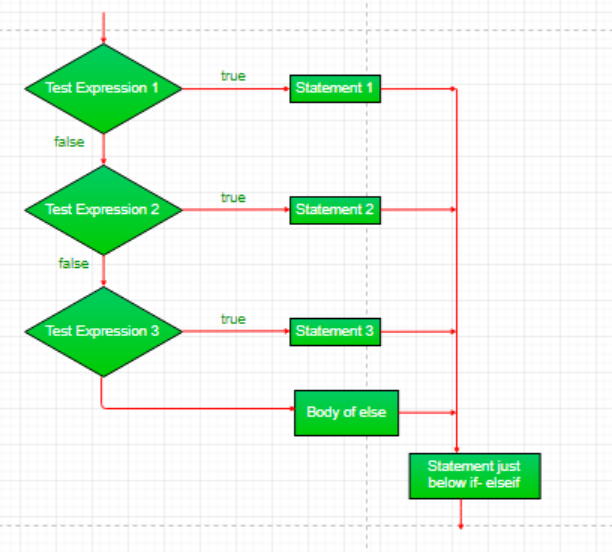 Test Expression 1
true
Statement 1
false
Test Expression 2
true
Statement 2
false
Test Expression 3
true
Statement 3
Body of else
Statement just
below if- elseif